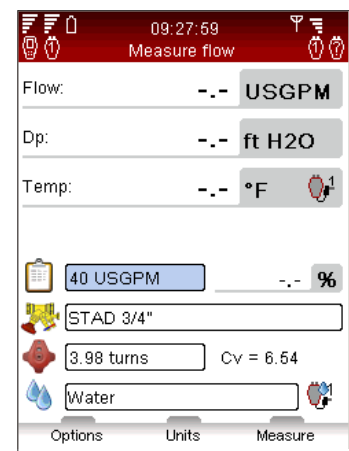 09:27:59
Measure flow
Flow: -.- USGPM
Dp: -.- ft H2O
Temp: -.- °F 1
40 USGPM -.- %
STAD 3/4"
3.98 turns Cv = 6.54
Water
Options Units Measure